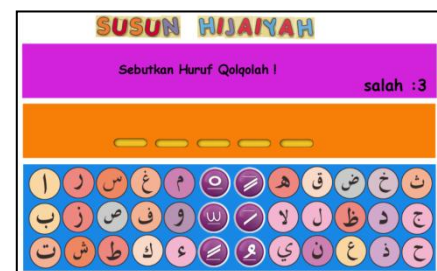 SUSUN HIJAIYAH
Sebutkan Huruf Qolqolah !
salah :3
ث خ ض ق ه م غ س ر ا
ج د ظ ل لا و ف ص ز ب
ح ذ ع ن ي ء ك ط ش ت